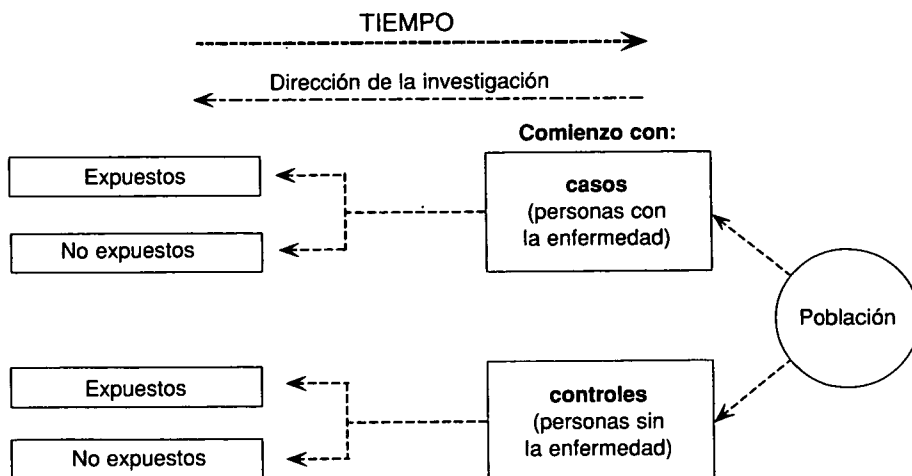 TIEMPO
Dirección de la investigación
Comienzo con:
Expuestos
casos
(personas con
la enfermedad)
No expuestos
Población
Expuestos
controles
(personas sin
la enfermedad)
No expuestos